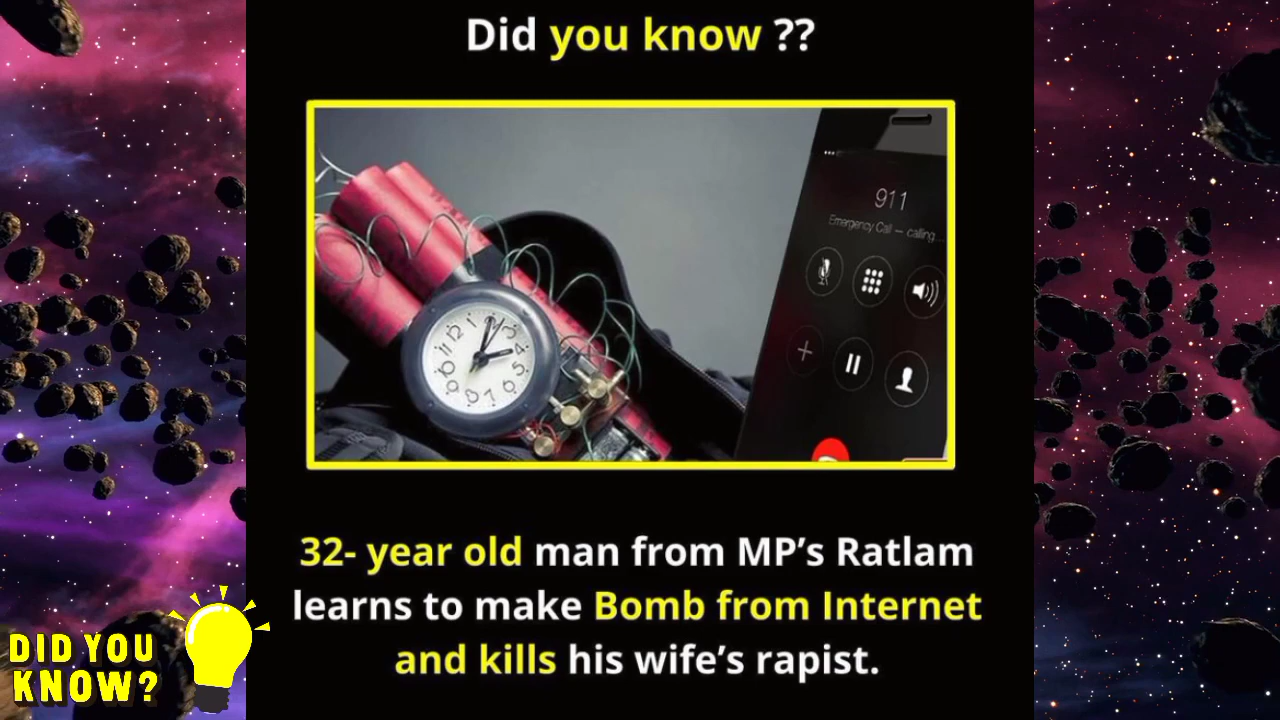 Did you know ??
911
Emergency Call – calling...
32- year old man from MP’s Ratlam
learns to make Bomb from Internet
and kills his wife’s rapist.
DID YOU
KNOW?